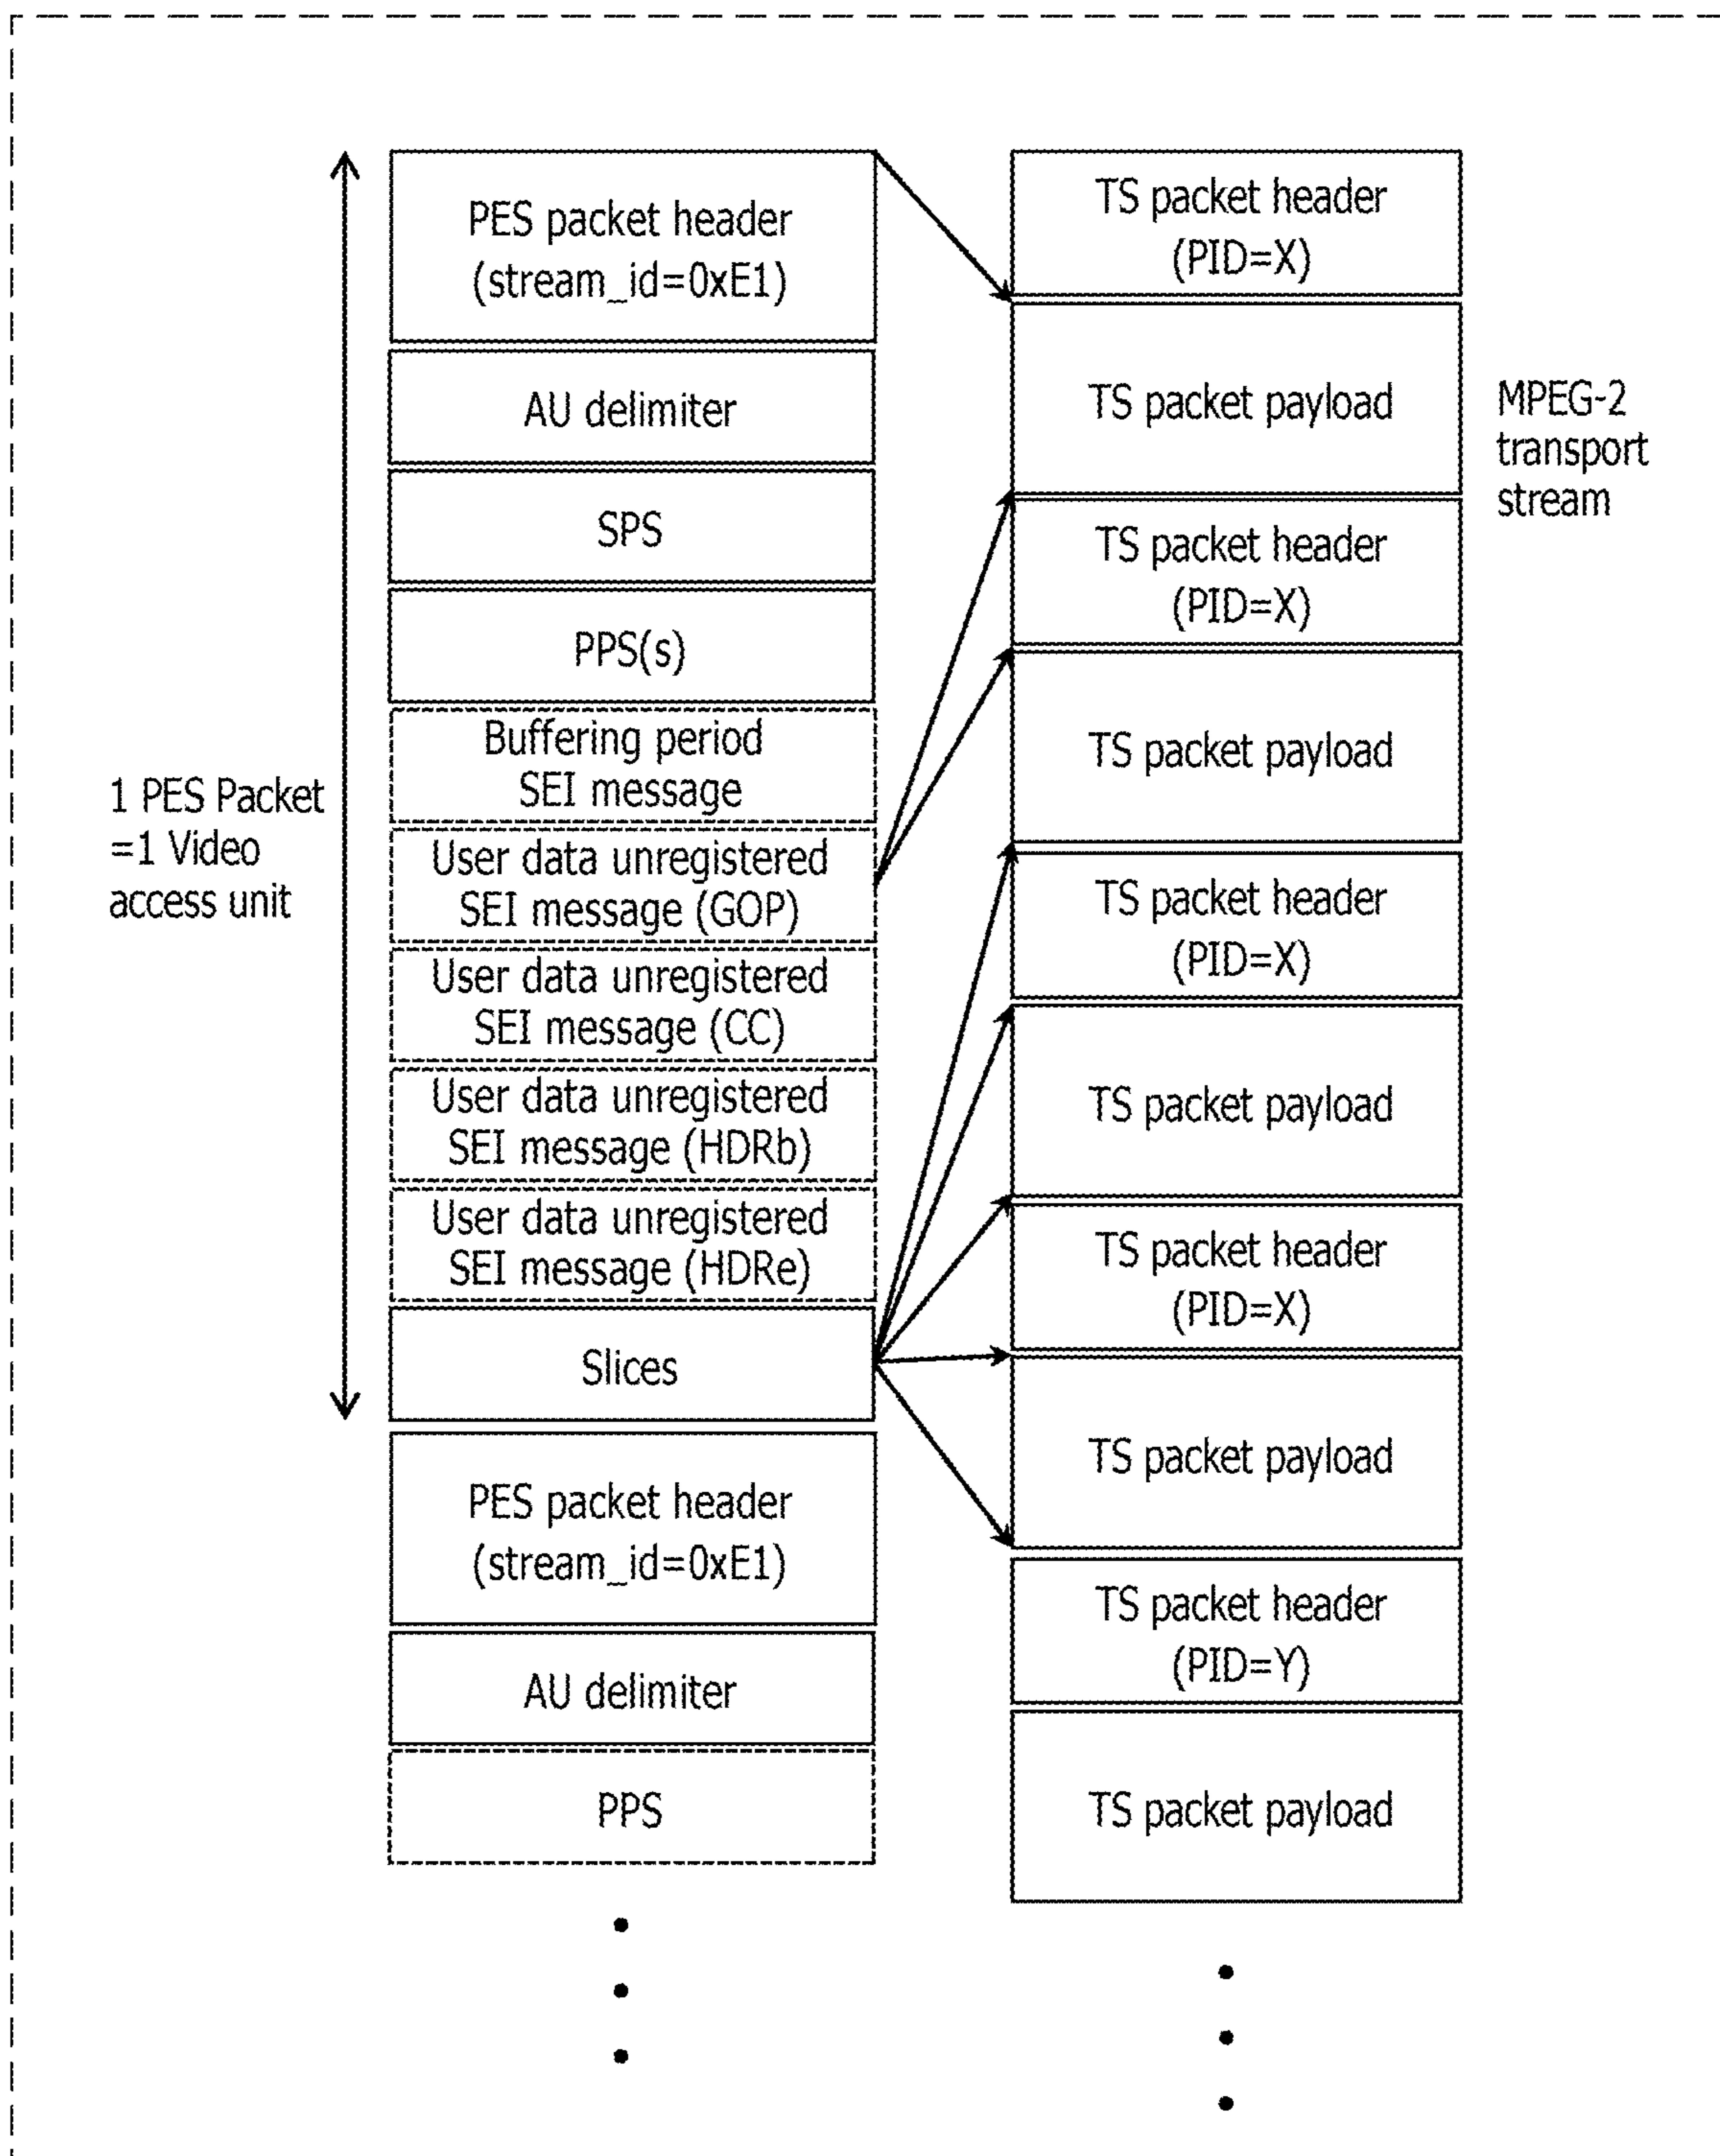 1 PES Packet
=1 Video
access unit
PES packet header
(stream_id=0xE1)
AU delimiter
SPS
PPS(s)
Buffering period
SEI message
User data unregistered
SEI message (GOP)
User data unregistered
SEI message (CC)
User data unregistered
SEI message (HDRb)
User data unregistered
SEI message (HDRe)
Slices
PES packet header
(stream_id=0xE1)
AU delimiter
PPS
TS packet header
(PID=X)
TS packet payload
TS packet header
(PID=X)
TS packet payload
TS packet header
(PID=X)
TS packet payload
TS packet header
(PID=X)
TS packet payload
TS packet header
(PID=Y)
TS packet payload
MPEG-2
transport
stream